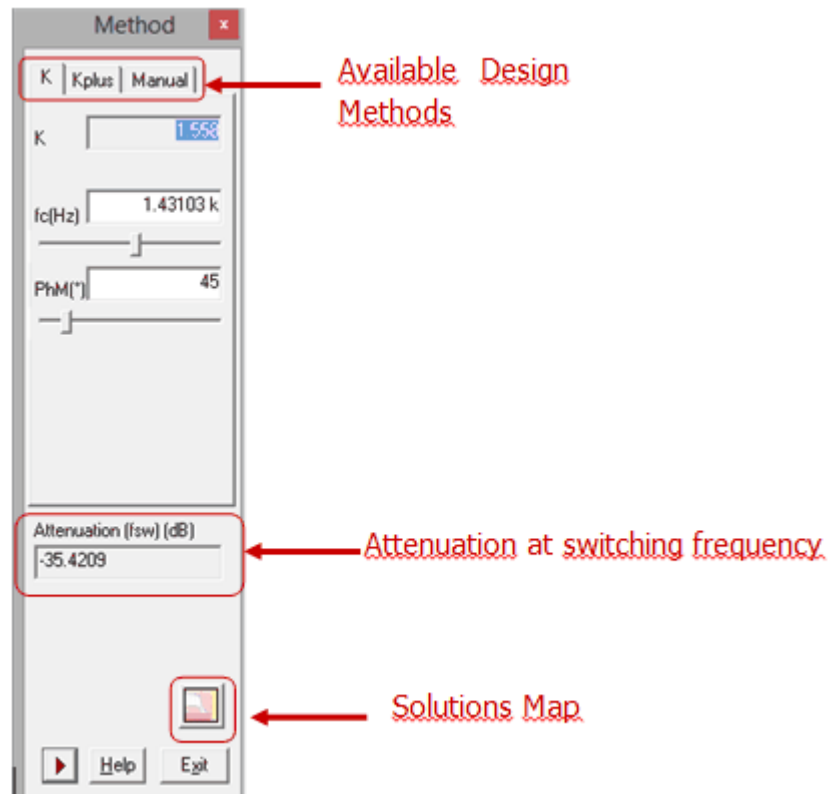 Method
x
K Kplus Manual
Available Design
Methods
K 1.558
fc(Hz) 1.43103 k
PhM(°) 45
Attenuation (fsw) (dB)
-35.4209
Attenuation at switching frequency
Solutions Map
Help Exit